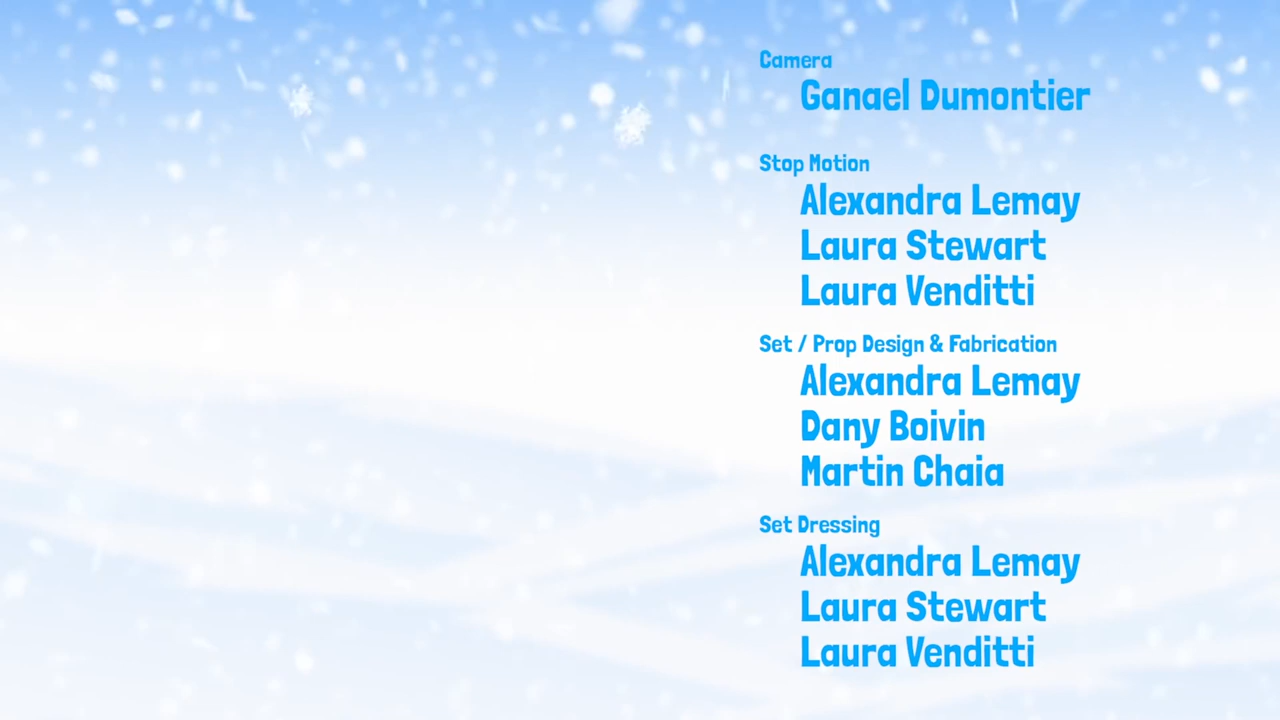 Camera
Ganael Dumontier
Stop Motion
Alexandra Lemay
Laura Stewart
Laura Venditti
Set / Prop Design & Fabrication
Alexandra Lemay
Dany Boivin
Martin Chaia
Set Dressing
Alexandra Lemay
Laura Stewart
Laura Venditti